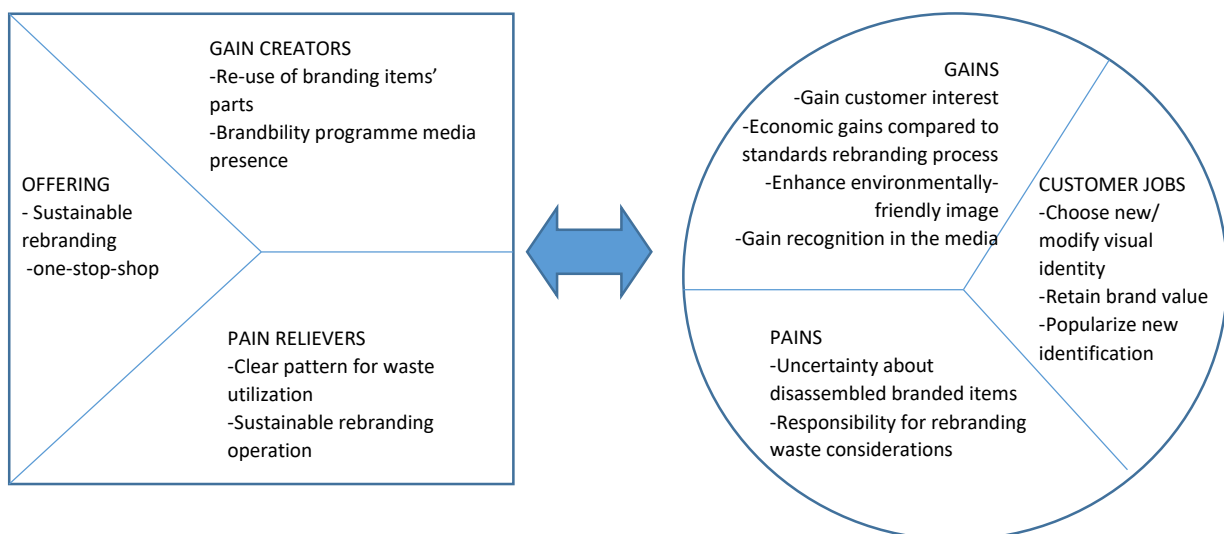 GAIN CREATORS
-Re-use of branding items’
parts
-Brandbility programme media
presence
OFFERING
- Sustainable
rebranding
-one-stop-shop
PAIN RELIEVERS
-Clear pattern for waste
utilization
-Sustainable rebranding
operation
GAINS
-Gain customer interest
-Economic gains compared to
standards rebranding process
-Enhance environmentally-
friendly image
-Gain recognition in the media
CUSTOMER JOBS
-Choose new/
modify visual
identity
-Retain brand value
-Popularize new
identification
PAINS
-Uncertainty about
disassembled branded items
-Responsibility for rebranding
waste considerations